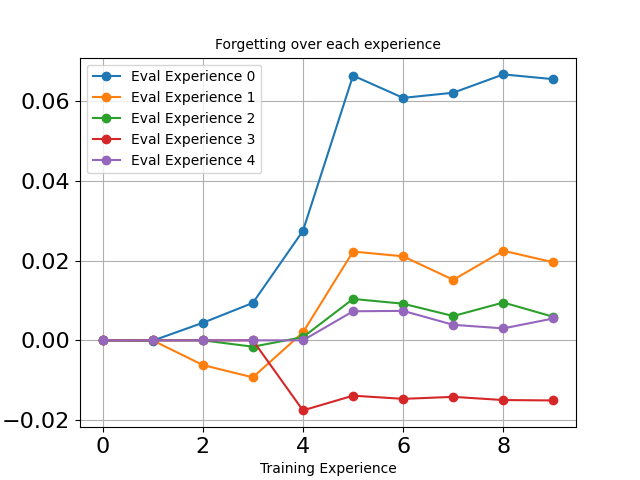 Forgetting over each experience
Eval Experience 0
Eval Experience 1
Eval Experience 2
Eval Experience 3
Eval Experience 4
0.06
0.04
0.02
0.00
−0.02
0 2 4 6 8
Training Experience